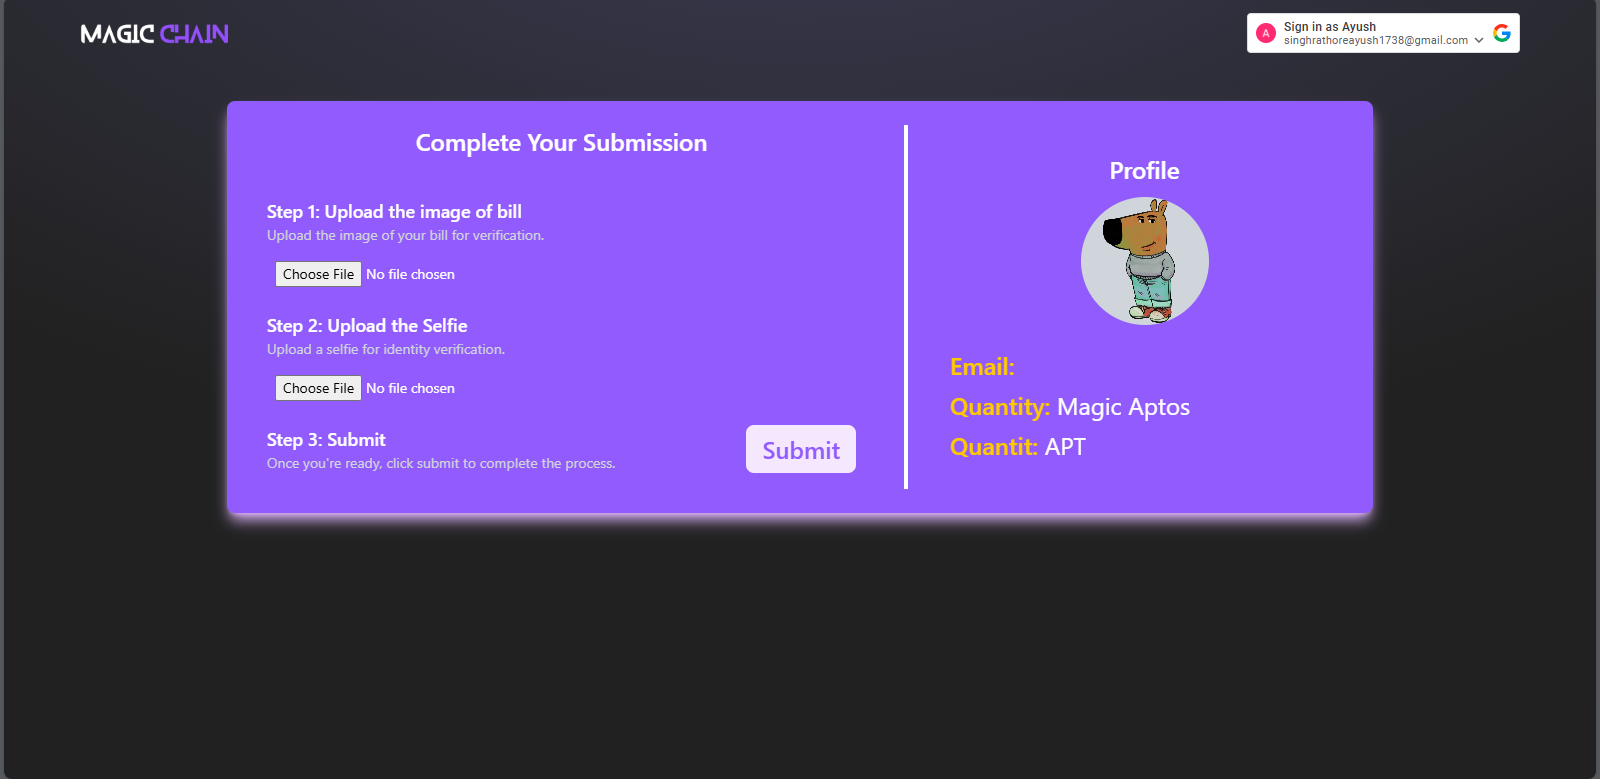 MAGIC CHAIN
A
Sign in as Ayush
singhrathoreayush1738@gmail.com
Complete Your Submission
Step 1: Upload the image of bill
Upload the image of your bill for verification.
Choose File No file chosen
Step 2: Upload the Selfie
Upload a selfie for identity verification.
Choose File No file chosen
Step 3: Submit
Once you're ready, click submit to complete the process.
Submit
Profile
Email:
Quantity: Magic Aptos
Quantit: APT